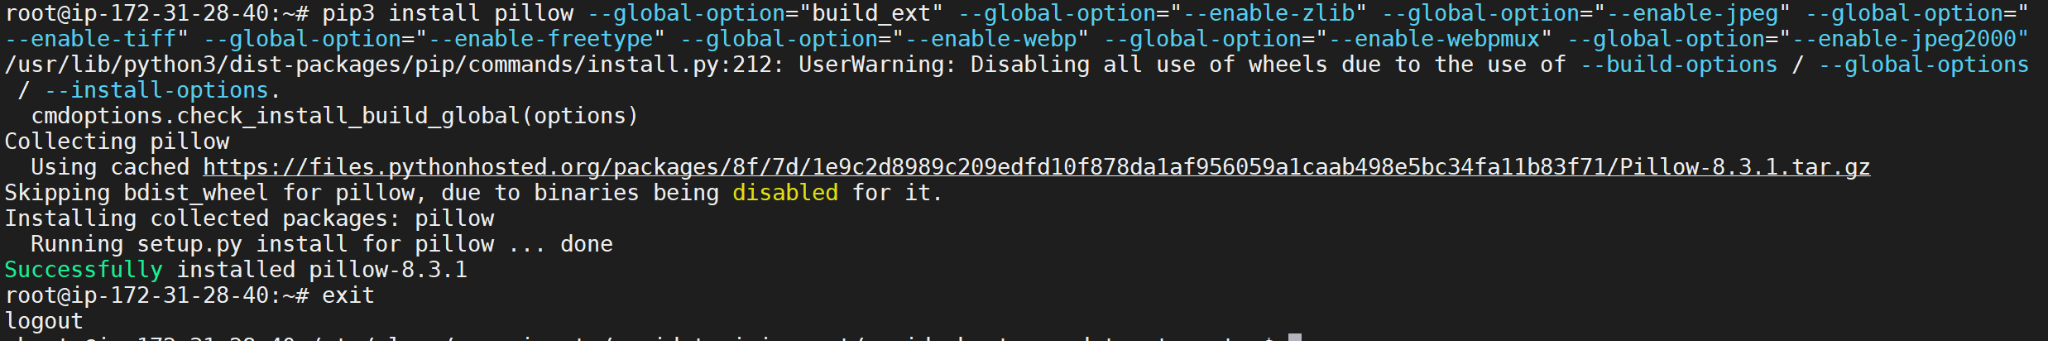 root@ip-172-31-28-40:~# pip3 install pillow --global-option="build_ext" --global-option="--enable-zlib" --global-option="--enable-jpeg" --global-option="
--enable-tiff" --global-option="--enable-freetype" --global-option="--enable-webp" --global-option="--enable-webpmux" --global-option="--enable-jpeg2000"
/usr/lib/python3/dist-packages/pip/commands/install.py:212: UserWarning: Disabling all use of wheels due to the use of --build-options / --global-options
/ --install-options.
cmdoptions.check_install_build_global(options)
Collecting pillow
Using cached https://files.pythonhosted.org/packages/8f/7d/1e9c2d8989c209edfd10f878da1af956059a1caab498e5bc34fa11b83f71/Pillow-8.3.1.tar.gz
Skipping bdist_wheel for pillow, due to binaries being disabled for it.
Installing collected packages: pillow
Running setup.py install for pillow ... done
Successfully installed pillow-8.3.1
root@ip-172-31-28-40:~# exit
logout